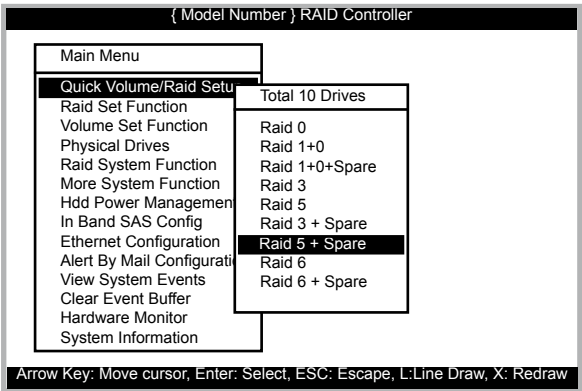 { Model Number } RAID Controller
Main Menu
Quick Volume/Raid Setu
Raid Set Function
Volume Set Function
Physical Drives
Raid System Function
More System Function
Hdd Power Managemen
In Band SAS Config
Ethernet Configuration
Alert By Mail Configurati
View System Events
Clear Event Buffer
Hardware Monitor
System Information
Total 10 Drives
Raid 0
Raid 1+0
Raid 1+0+Spare
Raid 3
Raid 5
Raid 3 + Spare
Raid 5 + Spare
Raid 6
Raid 6 + Spare
Arrow Key: Move cursor, Enter: Select, ESC: Escape, L:Line Draw, X: Redraw